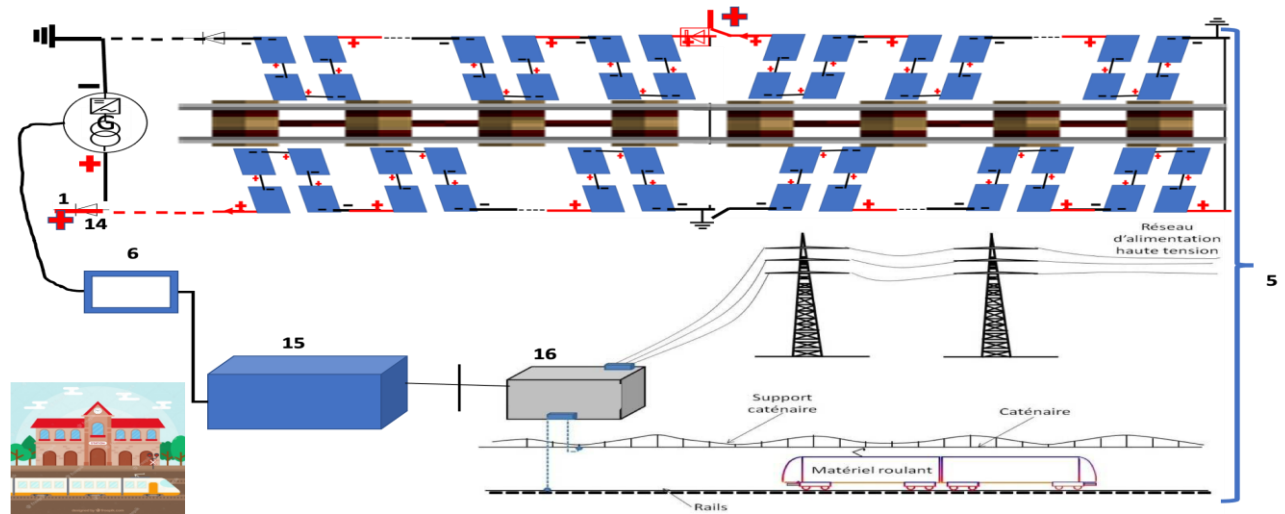 G
1
14
6
15
16
5
Réseau
d'alimentation
haute tension
Support
caténaire
Caténaire
Matériel roulant
Rails